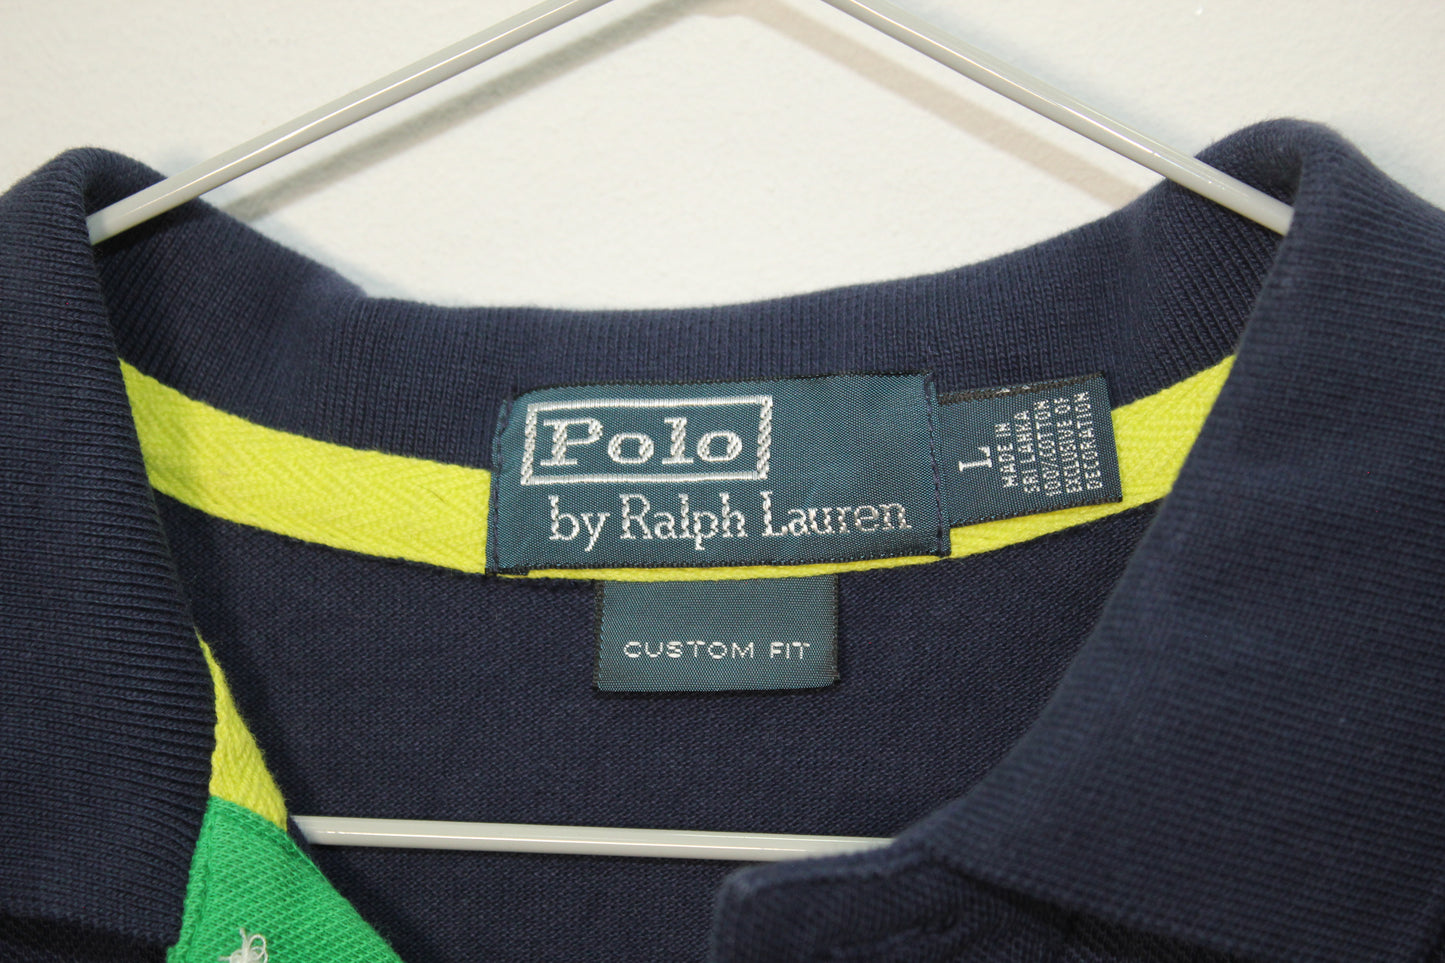 Polo
by Ralph Lauren
L
MADE IN
SRI LANKA
100% COTTON
EXCLUSIVE OF
DECORATION
CUSTOM FIT